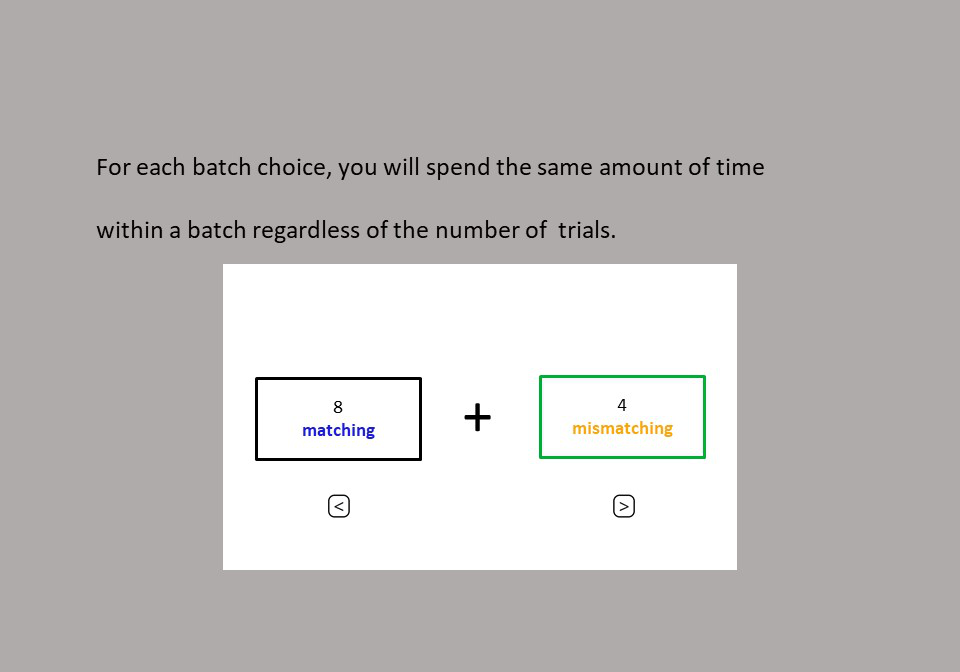 For each batch choice, you will spend the same amount of time
within a batch regardless of the number of  trials.
8
matching
+
4
mismatching
<
>